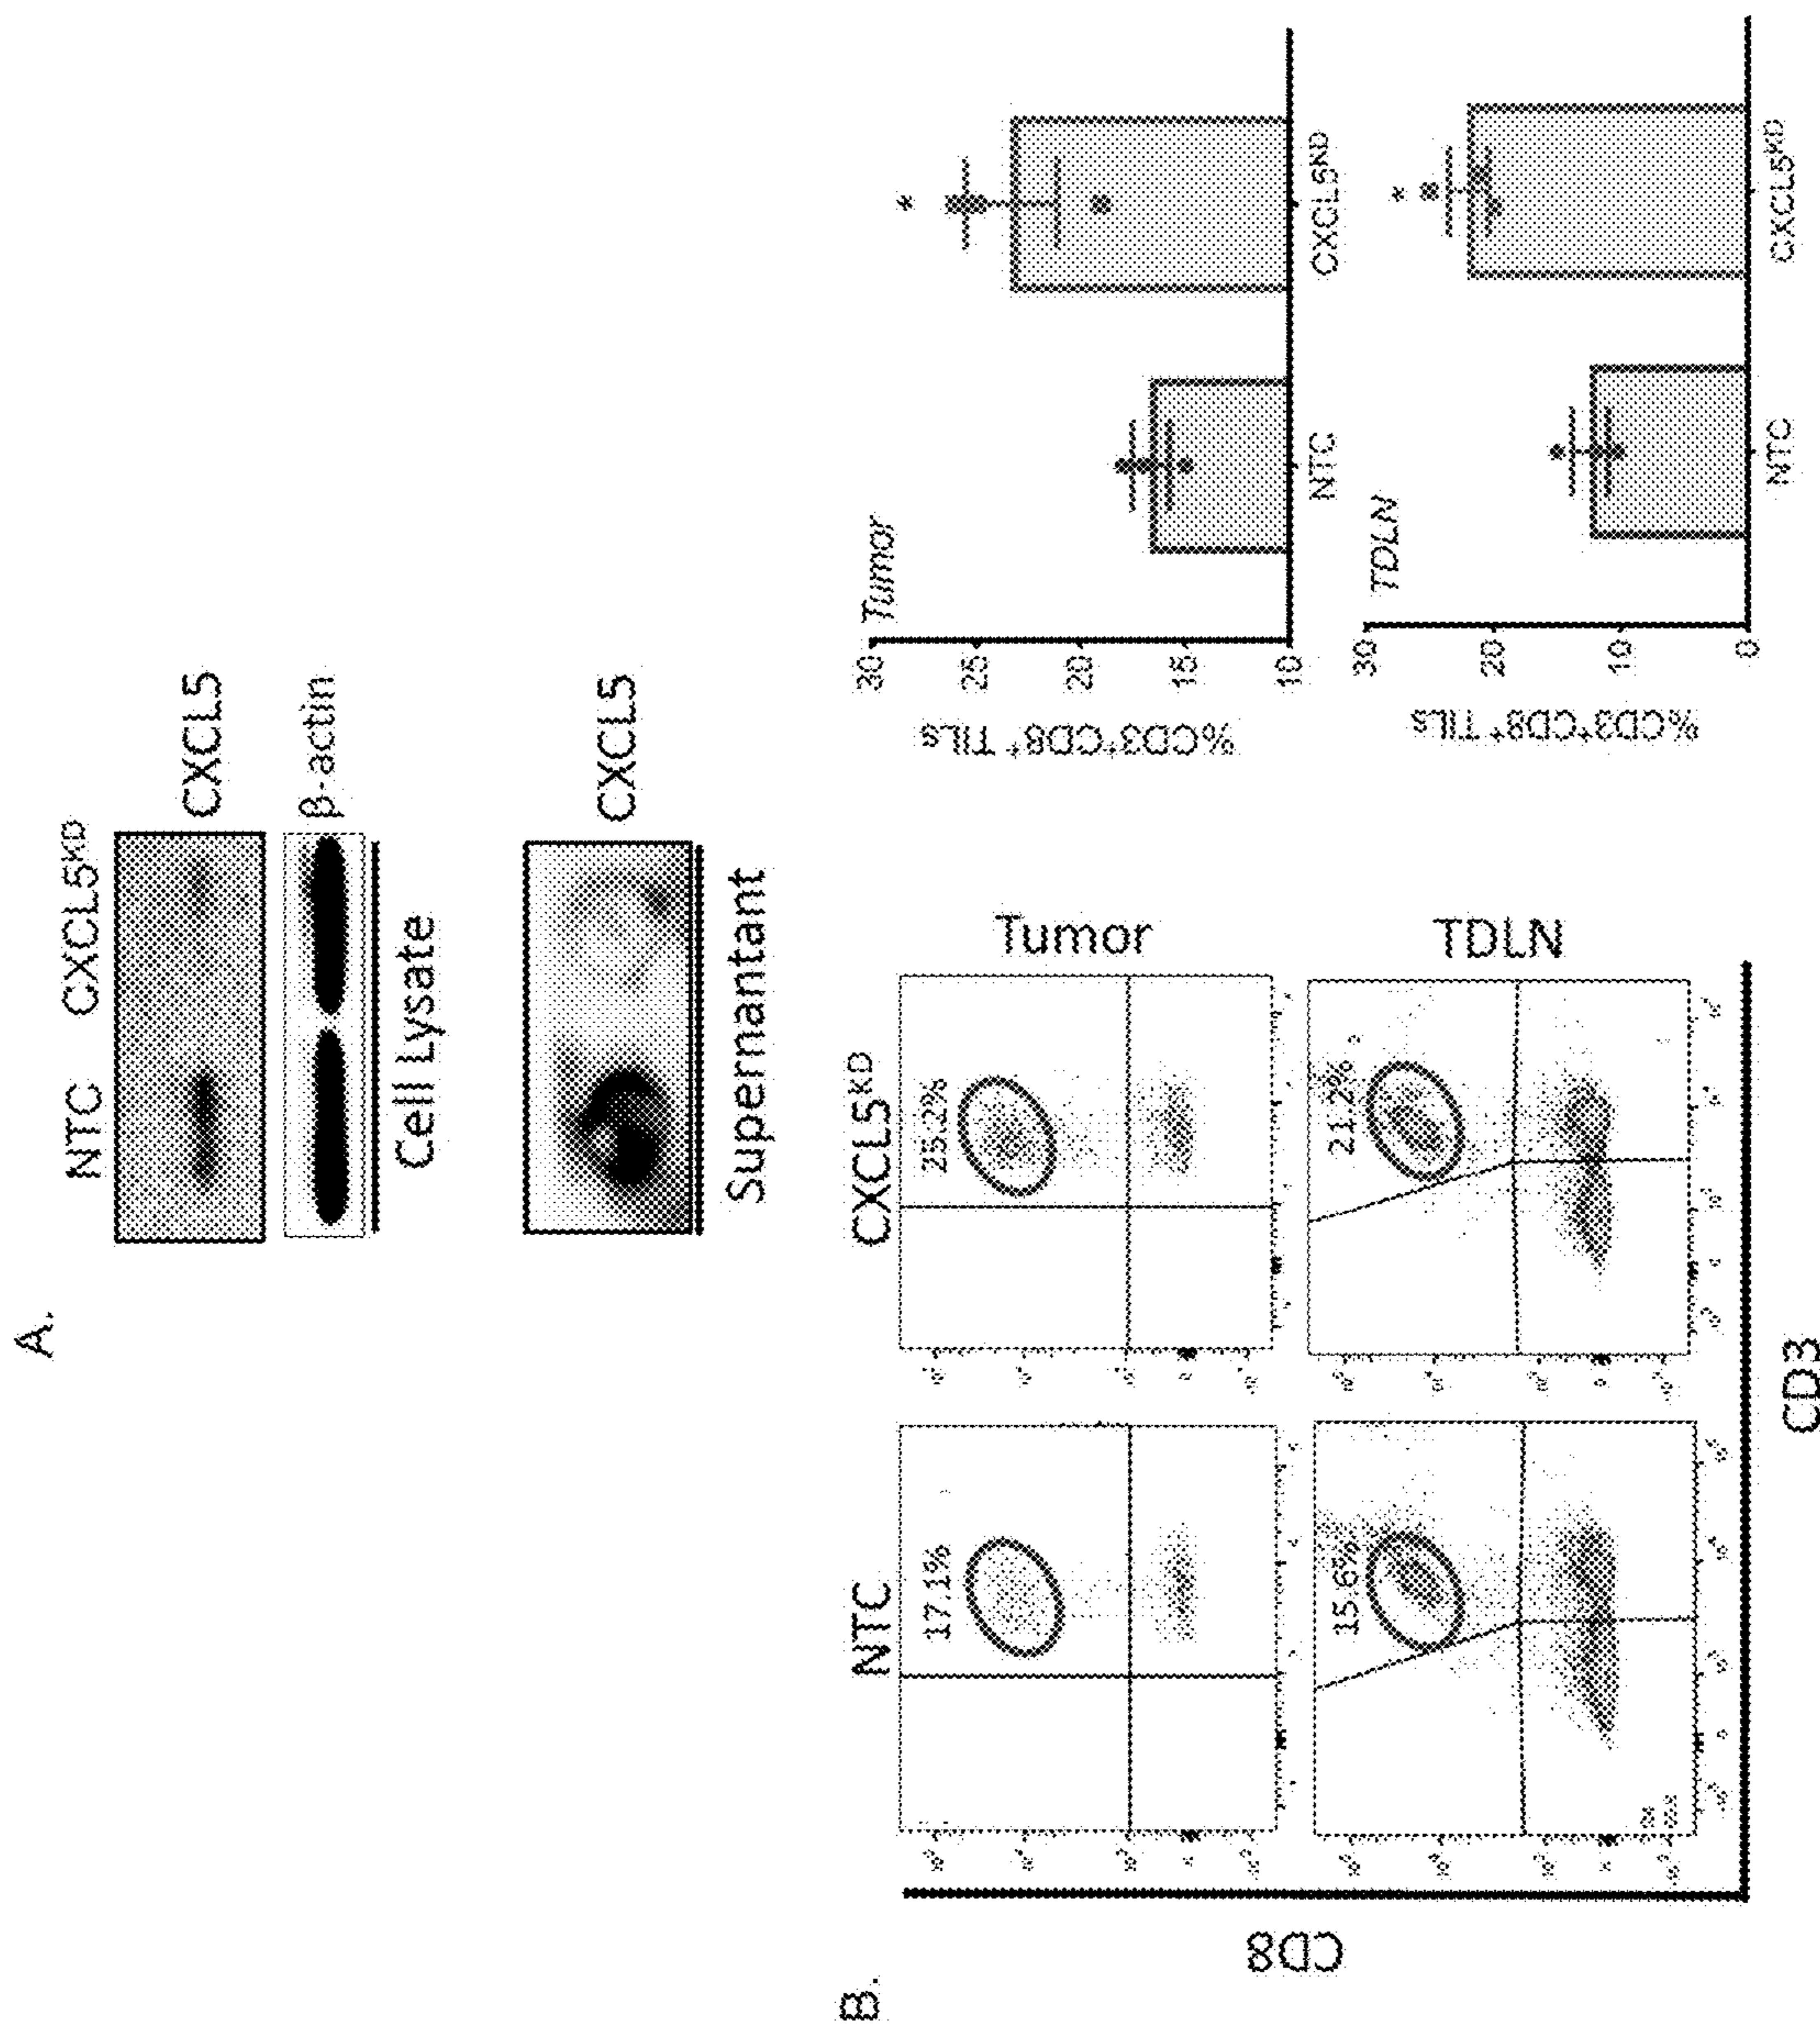 A.
NTC CXCL5KD
CXCL5
β-actin
Cell Lysate
CXCL5
Supernantant
B.
NTC CXCL5KD
17.1% 25.2%
Tumor
15.6% 21.2%
TDLN
CD8
CD3
Tumor
30
25
20
15
10
%CD3+CD8+ TILs
*
NTC CXCL5KD
TDLN
30
20
10
0
%CD3+CD8+ TILs
*
NTC CXCL5KD